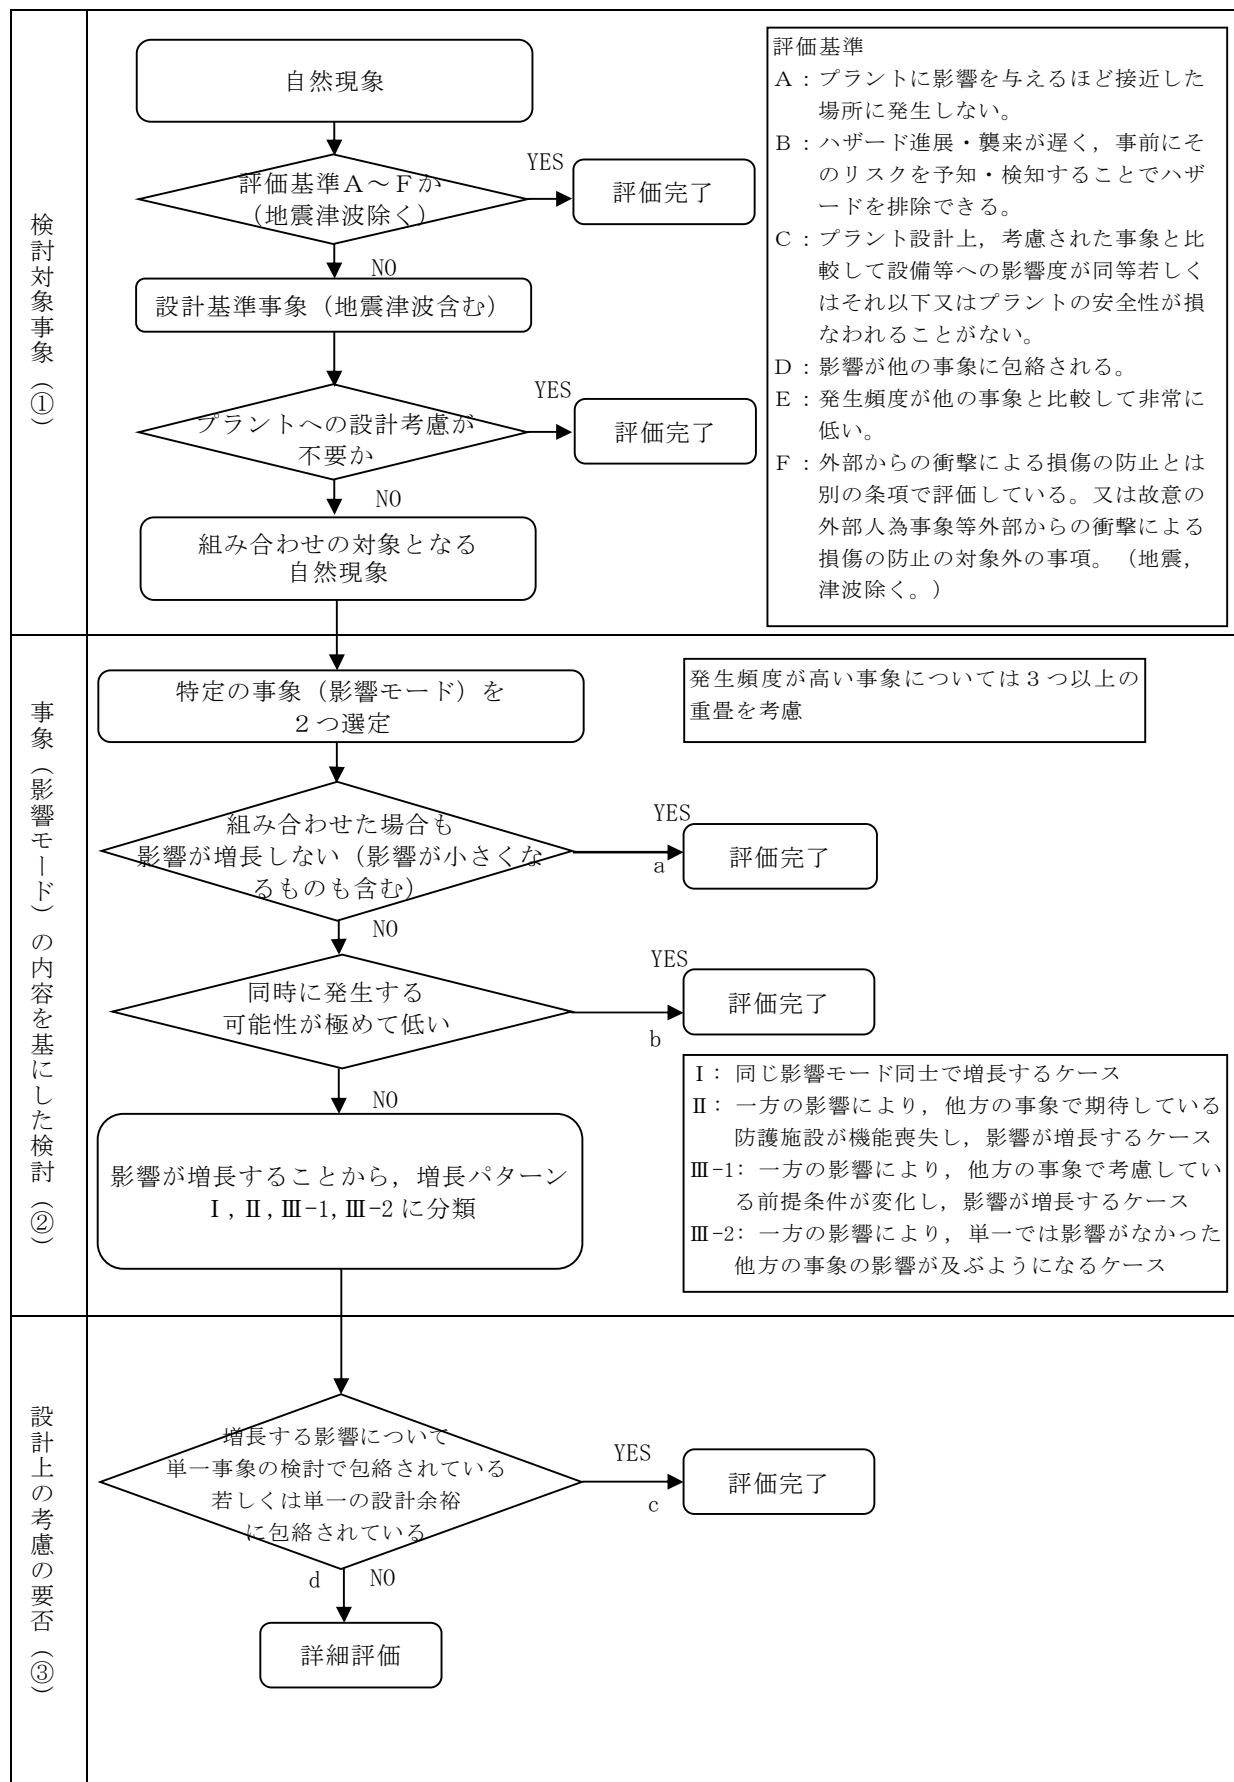 検討対象事象（①）
自然現象
評価基準Ａ～Ｆか
（地震津波除く）
YES
評価完了
NO
設計基準事象（地震津波含む）
プラントへの設計考慮が
不要か
YES
評価完了
NO
組み合わせの対象となる
自然現象
評価基準
Ａ：プラントに影響を与えるほど接近した
場所に発生しない。
Ｂ：ハザード進展・襲来が遅く，事前にそ
のリスクを予知・検知することでハザ
ードを排除できる。
Ｃ：プラント設計上，考慮された事象と比
較して設備等への影響度が同等若しく
はそれ以下又はプラントの安全性が損
なわれることがない。
Ｄ：影響が他の事象に包絡される。
Ｅ：発生頻度が他の事象と比較して非常に
低い。
Ｆ：外部からの衝撃による損傷の防止とは
別の条項で評価している。又は故意の
外部人為事象等外部からの衝撃による
損傷の防止の対象外の事項。（地震，
津波除く。）
事象（影響モード）の内容を基にした検討（②）
特定の事象（影響モード）を
２つ選定
発生頻度が高い事象については３つ以上の
重畳を考慮
組み合わせた場合も
影響が増長しない（影響が小さくな
るものも含む）
YES
a
評価完了
NO
同時に発生する
可能性が極めて低い
YES
b
評価完了
NO
影響が増長することから，増長パターン
Ⅰ，Ⅱ，Ⅲ-1，Ⅲ-2 に分類
Ⅰ： 同じ影響モード同士で増長するケース
Ⅱ： 一方の影響により，他方の事象で期待している
防護施設が機能喪失し，影響が増長するケース
Ⅲ-1： 一方の影響により，他方の事象で考慮してい
る前提条件が変化し，影響が増長するケース
Ⅲ-2： 一方の影響により，単一では影響がなかった
他方の事象の影響が及ぶようになるケース
設計上の考慮の要否（③）
増長する影響について
単一事象の検討で包絡されている
若しくは単一の設計余裕
に包絡されている
YES
c
評価完了
d
NO
詳細評価